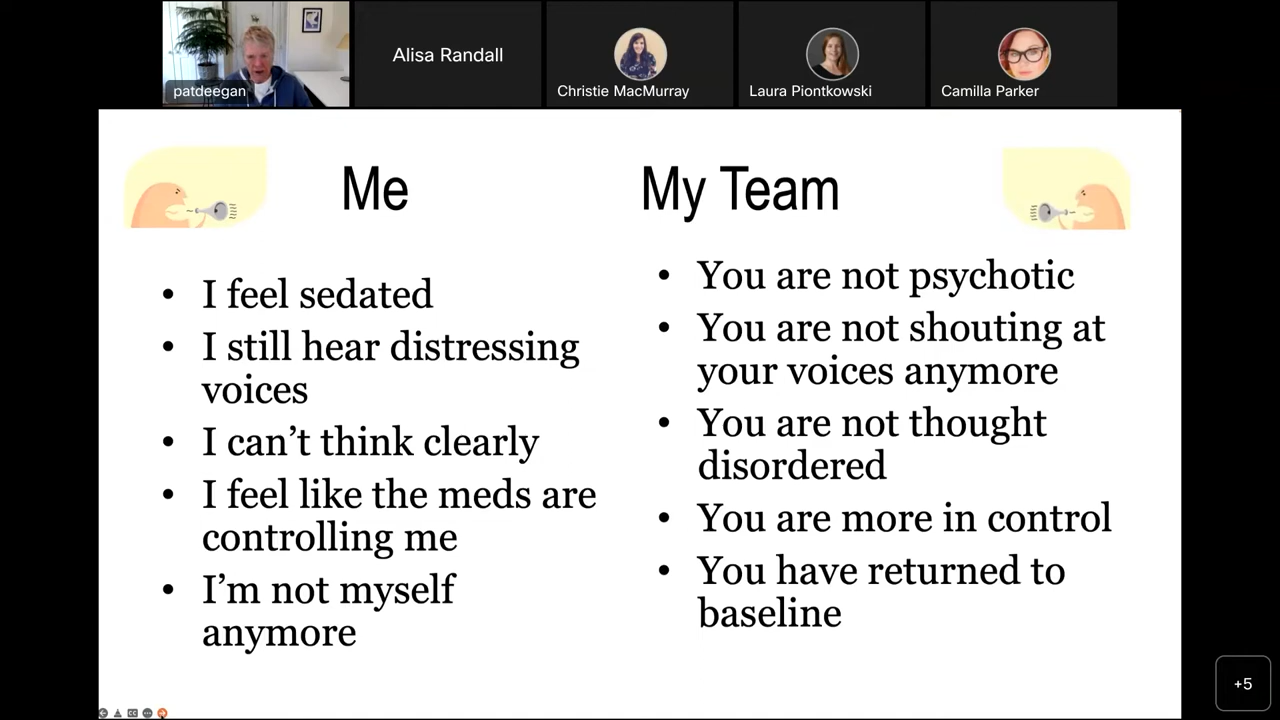 patdeegan
Alisa Randall
Christie MacMurray
Laura Piontkowski
Camilla Parker
Me
• I feel sedated
• I still hear distressing
voices
• I can’t think clearly
• I feel like the meds are
controlling me
• I’m not myself
anymore
My Team
• You are not psychotic
• You are not shouting at
your voices anymore
• You are not thought
disordered
• You are more in control
• You have returned to
baseline
+5